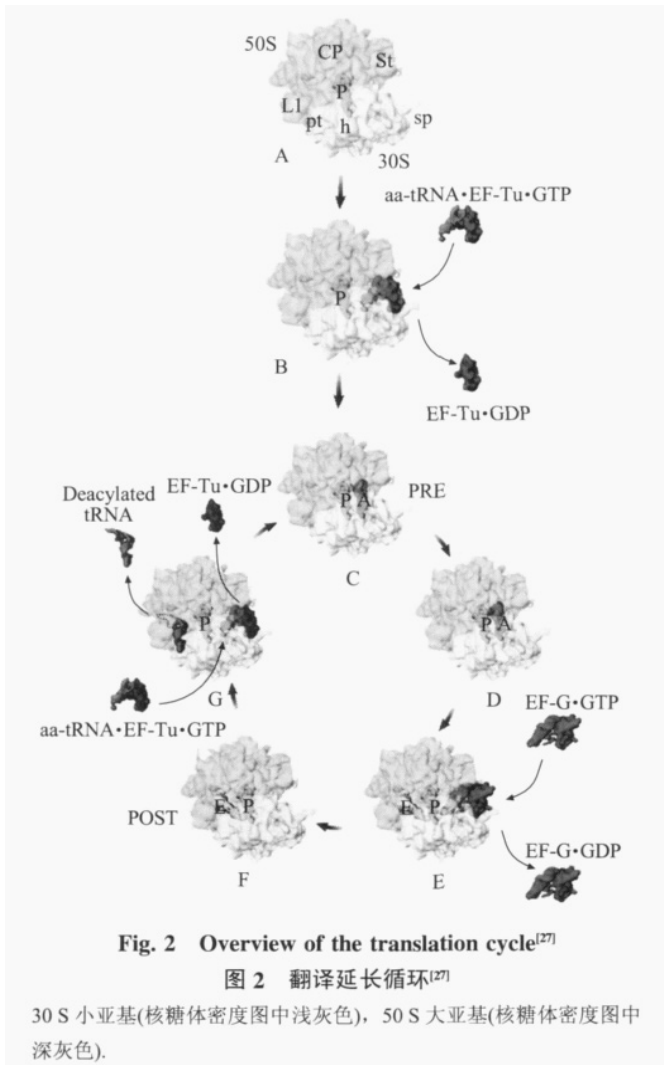 50S
CP
St
P
L1
pt
h
sp
A
30S
aa-tRNA•EF-Tu•GTP
P
B
EF-Tu•GDP
Deacylated
tRNA
EF-Tu•GDP
P A
PRE
C
P
G
P A
D
aa-tRNA•EF-Tu•GTP
EF-G•GTP
POST
E P
F
E P
E
EF-G•GDP
Fig. 2 Overview of the translation cycle[27]
图 2 翻译延长循环[27]
30 S 小亚基(核糖体密度图中浅灰色), 50 S 大亚基(核糖体密度图中
深灰色).